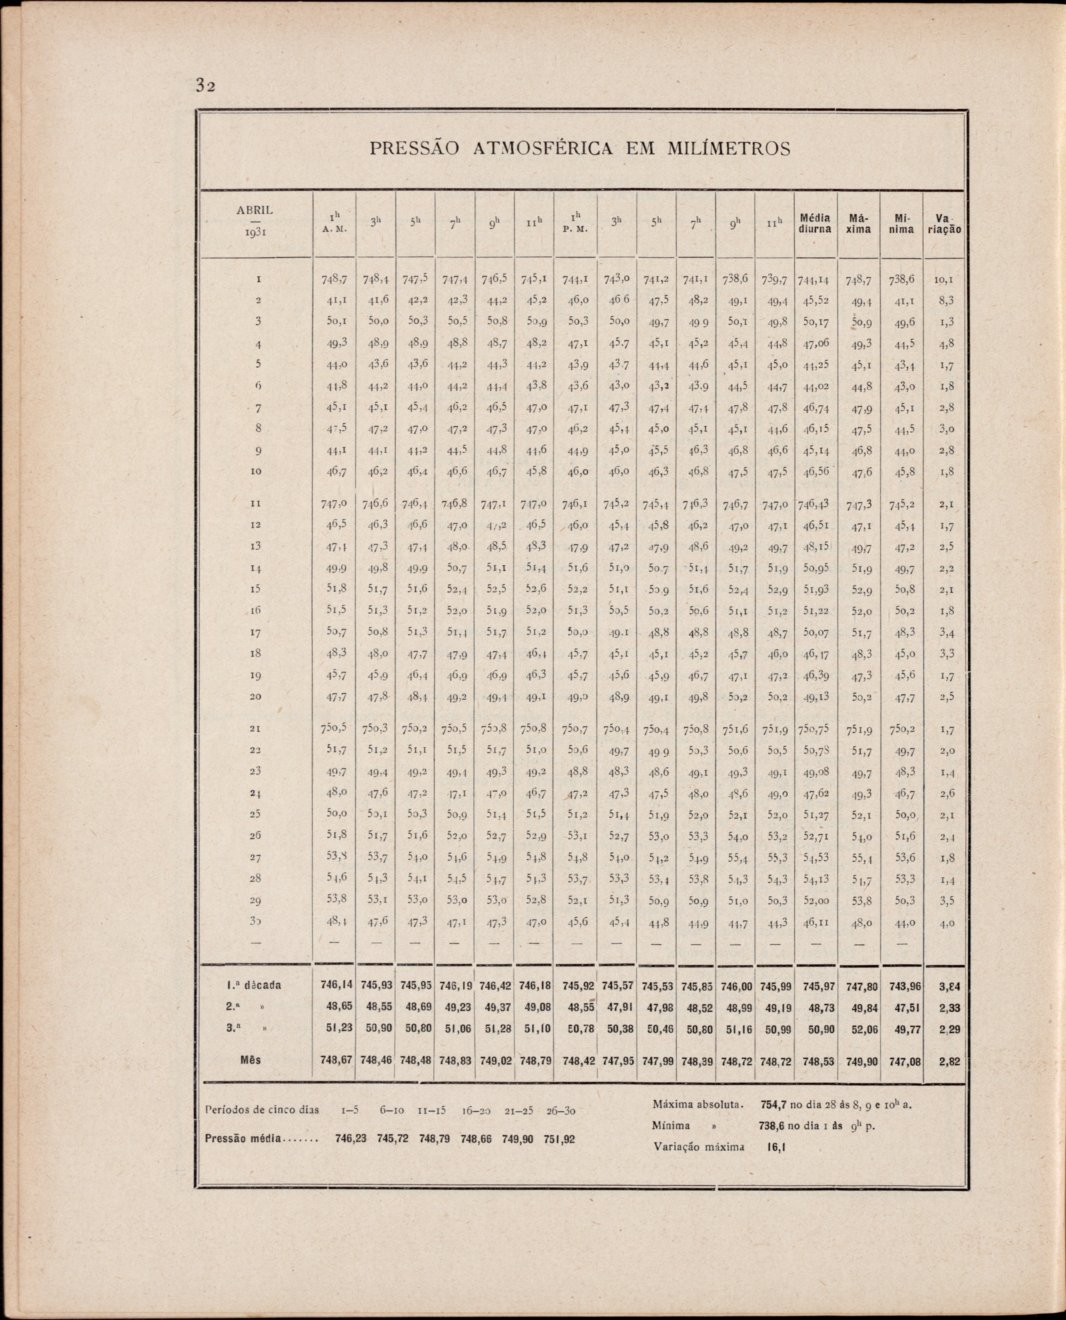 32
PRESSÃO ATMOSFÉRICA EM MILÍMETROS
ABRIL — 1931 1h A. M. 3h 5h 7h 9h 11h 1h P. M. 3h 5h 7h 9h 11h Média diurna Má- xima Mí- nima Va- riação
1 748,7 748,4 747,5 747,4 746,5 745,1 744,1 743,0 741,2 741,1 738,6 739,7 744,14 748,7 738,6 10,1
2 41,1 41,6 42,2 42,3 44,2 45,2 46,0 46 6 47,5 48,2 49,1 49,4 45,52 49,4 41,1 8,3
3 50,1 50,0 50,3 50,5 50,8 50,9 50,3 50,0 49,7 49 9 50,1 49,8 50,17 50,9 49,6 1,3
4 49,3 48,9 48,9 48,8 48,7 48,2 47,1 45,7 45,1 45,2 45,4 44,8 47,06 49,3 44,5 4,8
5 44,0 43,6 43,6 44,2 44,3 44,2 43,9 43 7 44,4 44,6 45,1 45,0 44,25 45,1 43,4 1,7
6 44,8 44,2 44,0 44,2 44,4 43,8 43,6 43,0 43,2 43,9 44,5 44,7 44,02 44,8 43,0 1,8
7 45,1 45,1 45,4 46,2 46,5 47,0 47,1 47,3 47,4 47,4 47,8 47,8 46,74 47,9 45,1 2,8
8 47,5 47,2 47,0 47,2 47,3 47,0 46,2 45,4 45,0 45,1 45,1 44,6 46,15 47,5 44,5 3,0
9 44,1 44,1 44,2 44,5 44,8 44,6 44,9 45,0 45,5 46,3 46,8 46,6 45,14 46,8 44,0 2,8
10 46,7 46,2 46,4 46,6 46,7 45,8 46,0 46,0 46,3 46,8 47,5 47,5 46,56 47,6 45,8 1,8
11 747,0 746,6 746,4 746,8 747,1 747,0 746,1 745,2 745,4 746,3 746,7 747,0 746,43 747,3 745,2 2,1
12 46,5 46,3 46,6 47,0 47,2 46,5 46,0 45,4 45,8 46,2 47,0 47,1 46,51 47,1 45,4 1,7
13 47,4 47,3 47,4 48,0 48,5 48,3 47,9 47,2 47,9 48,6 49,2 49,7 48,15 49,7 47,2 2,5
14 49,9 49,8 49,9 50,7 51,1 51,4 51,6 51,0 50 7 51,4 51,7 51,9 50,95 51,9 49,7 2,2
15 51,8 51,7 51,6 52,4 52,5 52,6 52,2 51,1 50 9 51,6 52,4 52,9 51,93 52,9 50,8 2,1
16 51,5 51,3 51,2 52,0 51,9 52,0 51,3 50,5 50,2 50,6 51,1 51,2 51,22 52,0 50,2 1,8
17 50,7 50,8 51,3 51,4 51,7 51,2 50,0 49,1 48,8 48,8 48,8 48,7 50,07 51,7 48,3 3,4
18 48,3 48,0 47,7 47,9 47,4 46,4 45,7 45,1 45,1 45,2 45,7 46,0 46,47 48,3 45,0 3,3
19 45,7 45,9 46,4 46,9 46,9 46,3 45,7 45,6 45,9 46,7 47,1 47,2 46,39 47,3 45,6 1,7
20 47,7 47,8 48,4 49,2 49,4 49,1 49,0 48,9 49,1 49,8 50,2 50,2 49,13 50,2 47,7 2,5
21 750,5 750,3 750,2 750,5 750,8 750,8 750,7 750,4 750,4 750,8 751,6 751,9 750,75 751,9 750,2 1,7
22 51,7 51,2 51,1 51,5 51,7 51,0 50,6 49,7 49 9 50,3 50,6 50,5 50,78 51,7 49,7 2,0
23 49,7 49,4 49,2 49,4 49,3 49,2 48,8 48,3 48,6 49,1 49,3 49,1 49,08 49,7 48,3 1,4
24 48,0 47,6 47,2 47,1 47,0 46,7 47,2 47,3 47,5 48,0 48,6 49,0 47,62 49,3 46,7 2,6
25 50,0 50,1 50,3 50,9 51,4 51,5 51,2 51,4 51,9 52,0 52,1 52,0 51,27 52,1 50,0 2,1
26 51,8 51,7 51,6 52,0 52,7 52,9 53,1 52,7 53,0 53,3 54,0 53,2 52,71 54,0 51,6 2,4
27 53,8 53,7 54,0 54,6 54,9 54,8 54,8 54,0 54,2 54,9 55,4 55,3 54,53 55,4 53,6 1,8
28 54,6 54,3 54,1 54,5 54,7 54,3 53,7 53,3 53,4 53,8 54,3 54,3 54,13 54,7 53,3 1,4
29 53,8 53,1 53,0 53,0 53,0 52,8 52,1 51,3 50,9 50,9 51,0 50,3 52,00 53,8 50,3 3,5
30 48,4 47,6 47,3 47,1 47,3 47,0 45,6 45,4 44,8 44,9 44,7 44,3 46,11 48,0 44,0 4,0
— — — — — — — — — — — — — — — —
1.ª década 746,14 745,93 745,95 746,19 746,42 746,18 745,92 745,57 745,53 745,85 746,00 745,99 745,97 747,80 743,96 3,84
2.ª » 48,65 48,55 48,69 49,23 49,37 49,08 48,55 47,91 47,98 48,52 48,99 49,19 48,73 49,84 47,51 2,33
3.ª » 51,23 50,90 50,80 51,06 51,28 51,10 50,78 50,38 50,46 50,80 51,16 50,99 50,90 52,06 49,77 2,29
Mês 748,67 748,46 748,48 748,83 749,02 748,79 748,42 747,95 747,99 748,39 748,72 748,72 748,53 749,90 747,08 2,82
Períodos de cinco dias 1—5 6—10 11—15 16—20 21—25 26—30
Pressão média....... 746,23 745,72 748,79 748,66 749,90 751,92
Máxima absoluta. 754,7 no dia 28 ás 8, 9 e 10h a.
Mínima » 738,6 no dia 1 ás 9h p.
Variação máxima 16,1